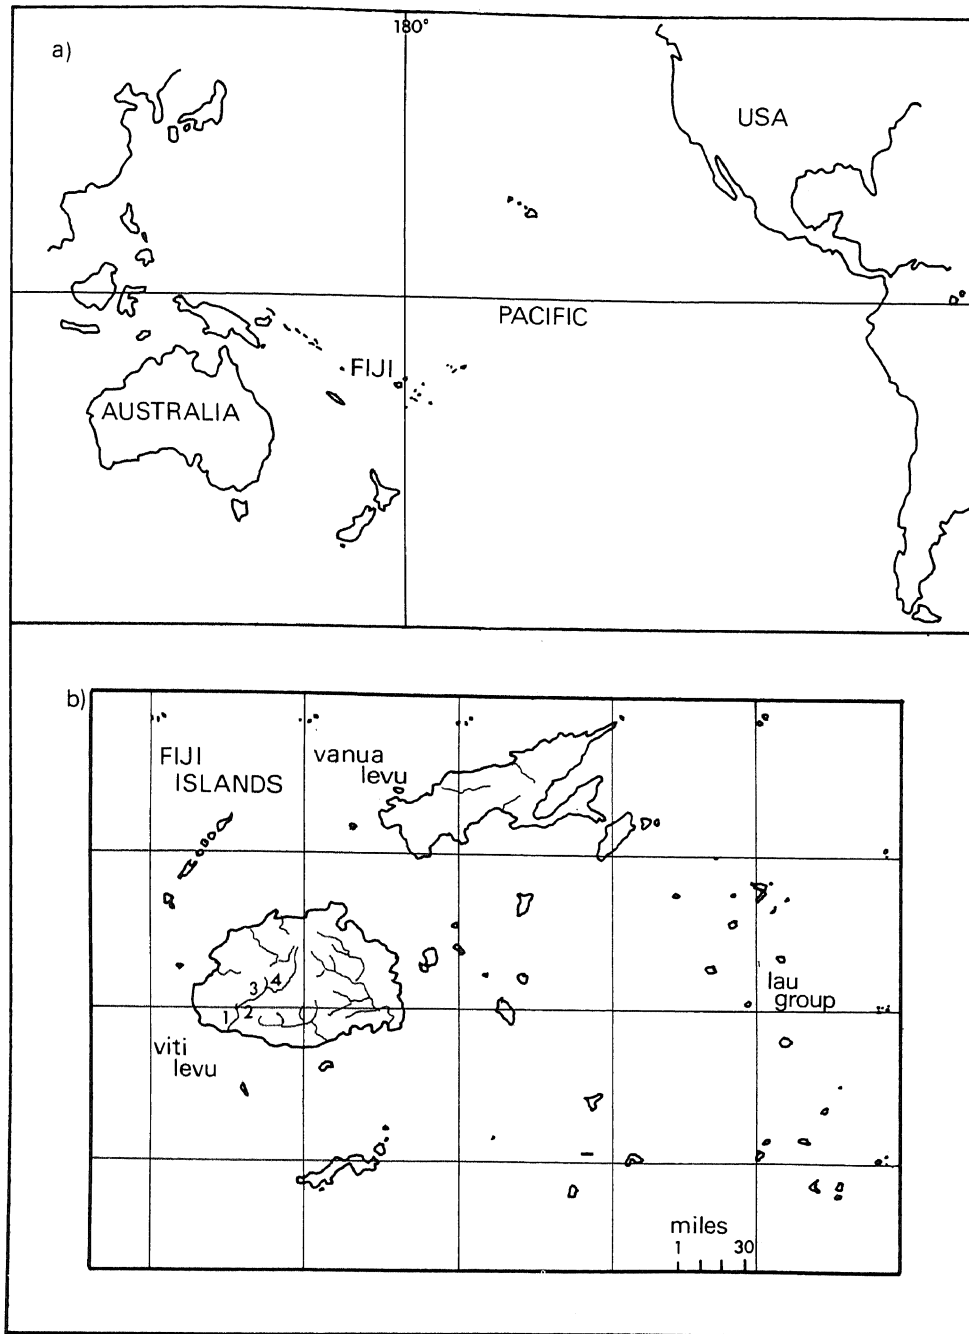 a)
180°
USA
PACIFIC
FIJI
AUSTRALIA
b)
FIJI
ISLANDS
vanua
levu
3 4
1 2
lau
group
viti
levu
miles
1 30